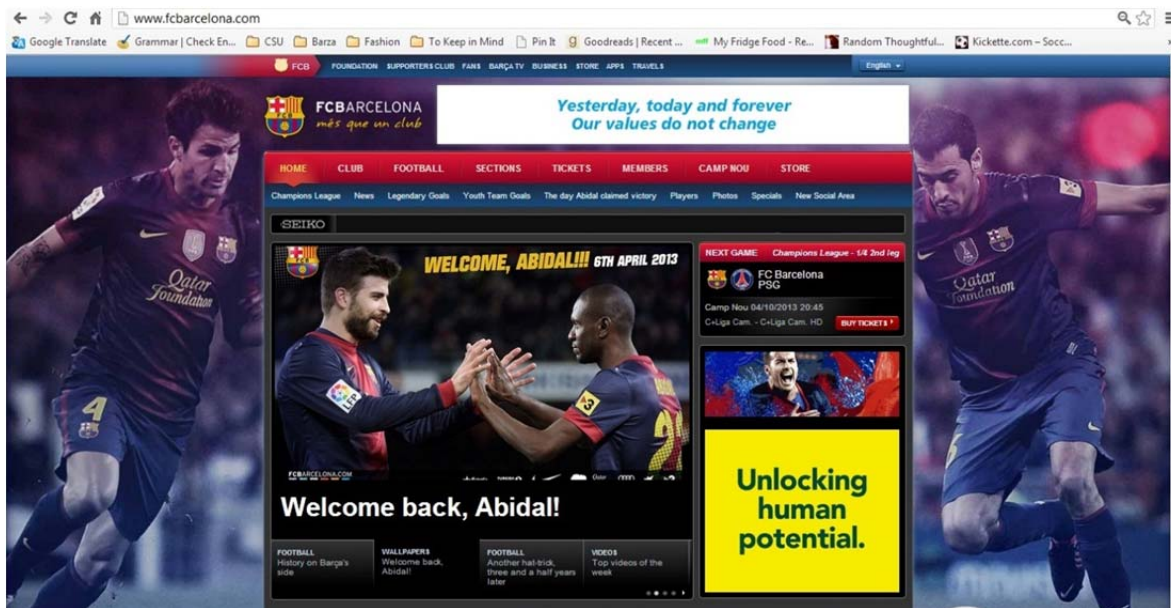 www.fcbarcelona.com
Google Translate Grammar | Check En... CSU Barza Fashion To Keep in Mind Pin It Goodreads | Recent ... My Fridge Food - Re... Random Thoughtful... Kickette.com – Socc...
FCB FOUNDATION SUPPORTERS CLUB FANS BARÇA TV BUSINESS STORE APPS TRAVELS English
FCBARCELONA
més que un club
Yesterday, today and forever
Our values do not change
HOME CLUB FOOTBALL SECTIONS TICKETS MEMBERS CAMP NOU STORE
Champions League News Legendary Goals Youth Team Goals The day Abidal claimed victory Players Photos Specials New Social Area
SEIKO
WELCOME, ABIDAL!!! 6TH APRIL 2013
LFP
FCBARCELONA.COM
Welcome back, Abidal!
FOOTBALL
History on Barça's
side
WALLPAPERS
Welcome back,
Abidal!
FOOTBALL
Another hat-trick,
three and a half years
later
VIDEOS
Top videos of the
week
NEXT GAME Champions League - 1/4 2nd leg
FC Barcelona
PSG
Camp Nou 04/10/2013 20:45
C+Liga Cam. - C+Liga Cam. HD BUY TICKETS
Unlocking
human
potential.
Qatar
Foundation
4
Qatar
Foundation